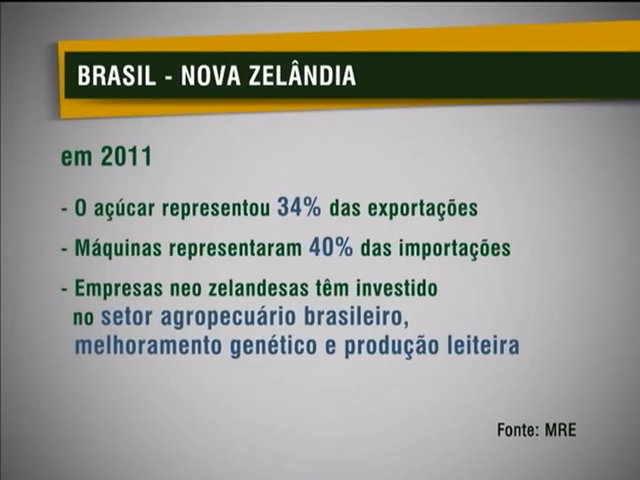 BRASIL - NOVA ZELÂNDIA
em 2011
- O açúcar representou 34% das exportações
- Máquinas representaram 40% das importações
- Empresas neo zelandesas têm investido
no setor agropecuário brasileiro,
melhoramento genético e produção leiteira
Fonte: MRE